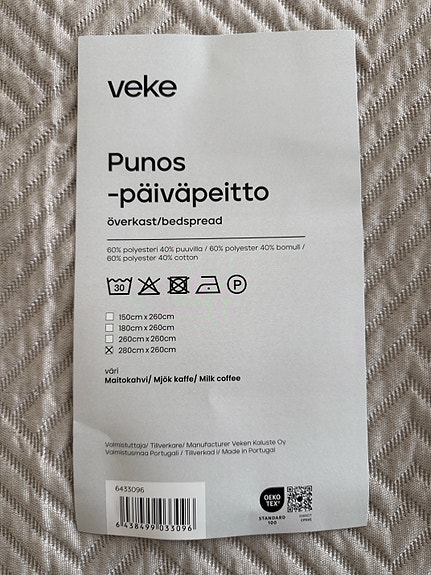 veke
Punos
-päiväpeitto
överkast/bedspread
60% polyesteri 40% puuvilla / 60% polyester 40% bomull /
60% polyester 40% cotton
30 P
150cm x 260cm
180cm x 260cm
260cm x 260cm
280cm x 260cm
väri
Maitokahvi/ Mjök kaffe/ Milk coffee
Valmistuttaja/ Tillverkare/ Manufacturer Veken Kaluste Oy
Valmistusmaa Portugali / Tillverkad i/ Made in Portugal
6433096
6 438499 033096
OEKO
TEX®
STANDARD
100